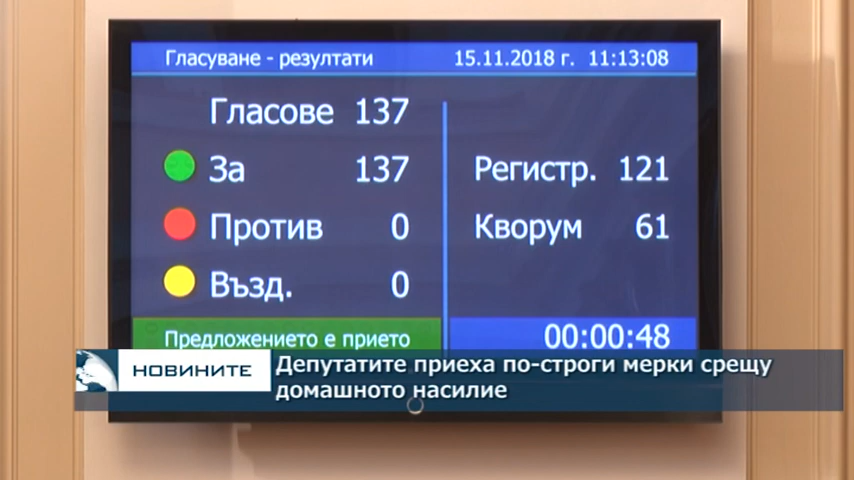 Гласуване - резултати 15.11.2018 г. 11:13:08
Гласове 137
За 137
Против 0
Възд. 0
Регистр. 121
Кворум 61
Предложението е прието
00:00:48
НОВИНИТЕ
Депутатите приеха по-строги мерки срещу
домашното насилие